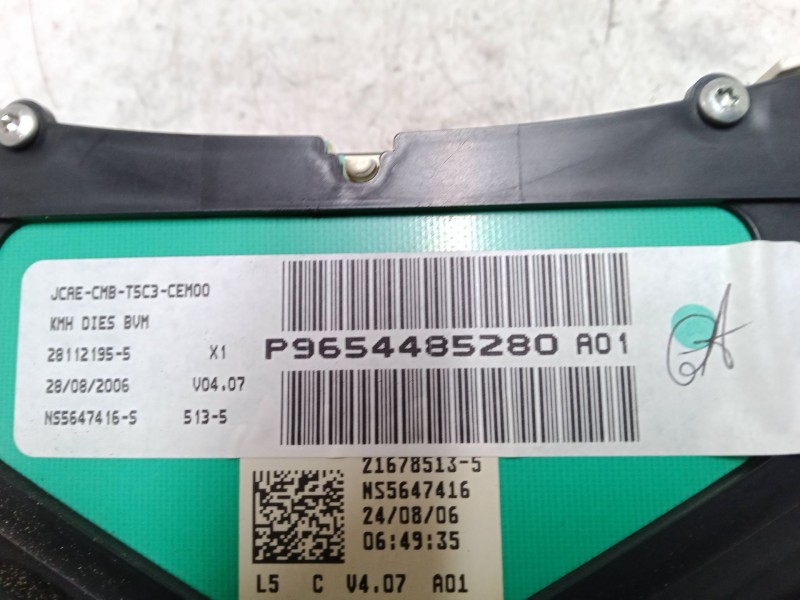 JCAE-CMB-T5C3-CEM00
KMH DIES BVM
28112195-5 X1
28/08/2006 V04.07
NS5647416-S 513-5
P9654485280 A01
21678513-5
NS5647416
24/08/06
06:49:35
L5 C V4.07 A01